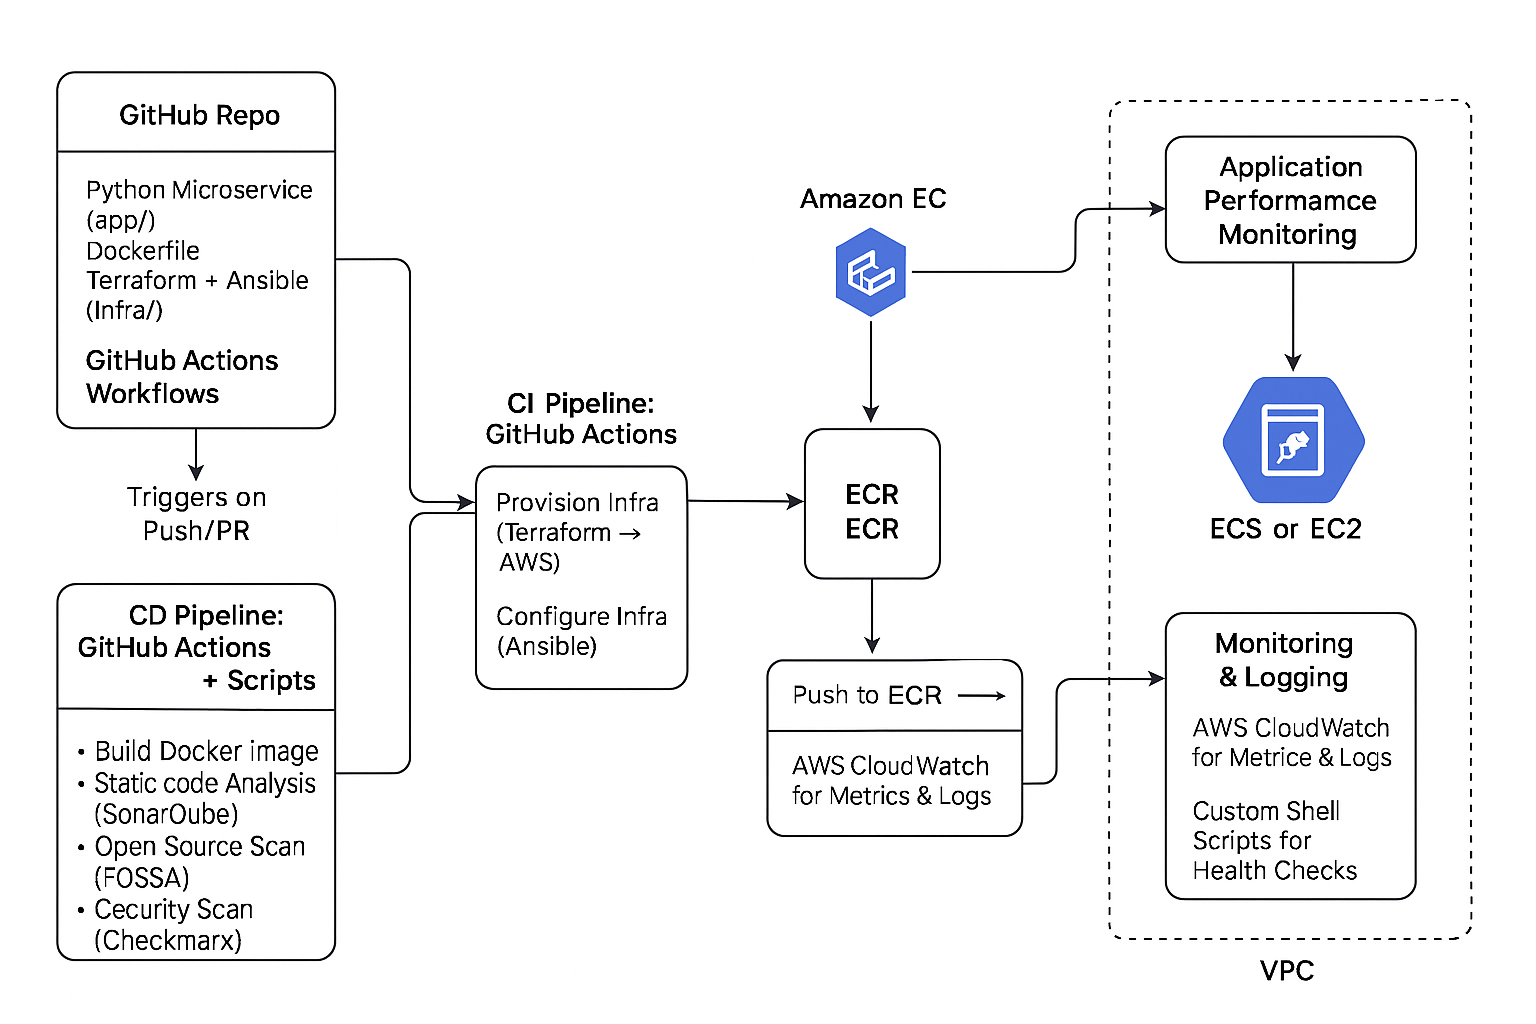 GitHub Repo
Python Microservice
(app/)
Dockerfile
Terraform + Ansible
(Infra/)
GitHub Actions
Workflows
Triggers on
Push/PR
CD Pipeline:
GitHub Actions
+ Scripts
• Build Docker image
• Static code Analysis
(SonarOube)
• Open Source Scan
(FOSSA)
• Cecurity Scan
(Checkmarx)
CI Pipeline:
GitHub Actions
Provision Infra
(Terraform →
AWS)
Configure Infra
(Ansible)
Amazon EC
ECR
ECR
Push to ECR →
AWS CloudWatch
for Metrics & Logs
Application
Performamce
Monitoring
ECS or EC2
Monitoring
& Logging
AWS CloudWatch
for Metrice & Logs
Custom Shell
Scripts for
Health Checks
VPC